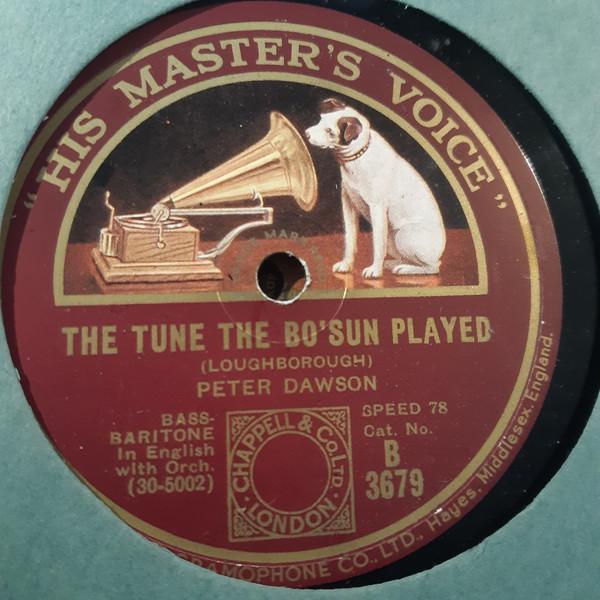 "HIS MASTER'S VOICE"
THE TUNE THE BO'SUN PLAYED
(LOUGHBOROUGH)
PETER DAWSON
BASS-
BARITONE
In English
with Orch.
(30-5002)
CHAPPELL & CO. LTD
· LONDON ·
SPEED 78
Cat. No.
B
3679
GRAMOPHONE CO., LTD., Hayes, Middlesex, England.